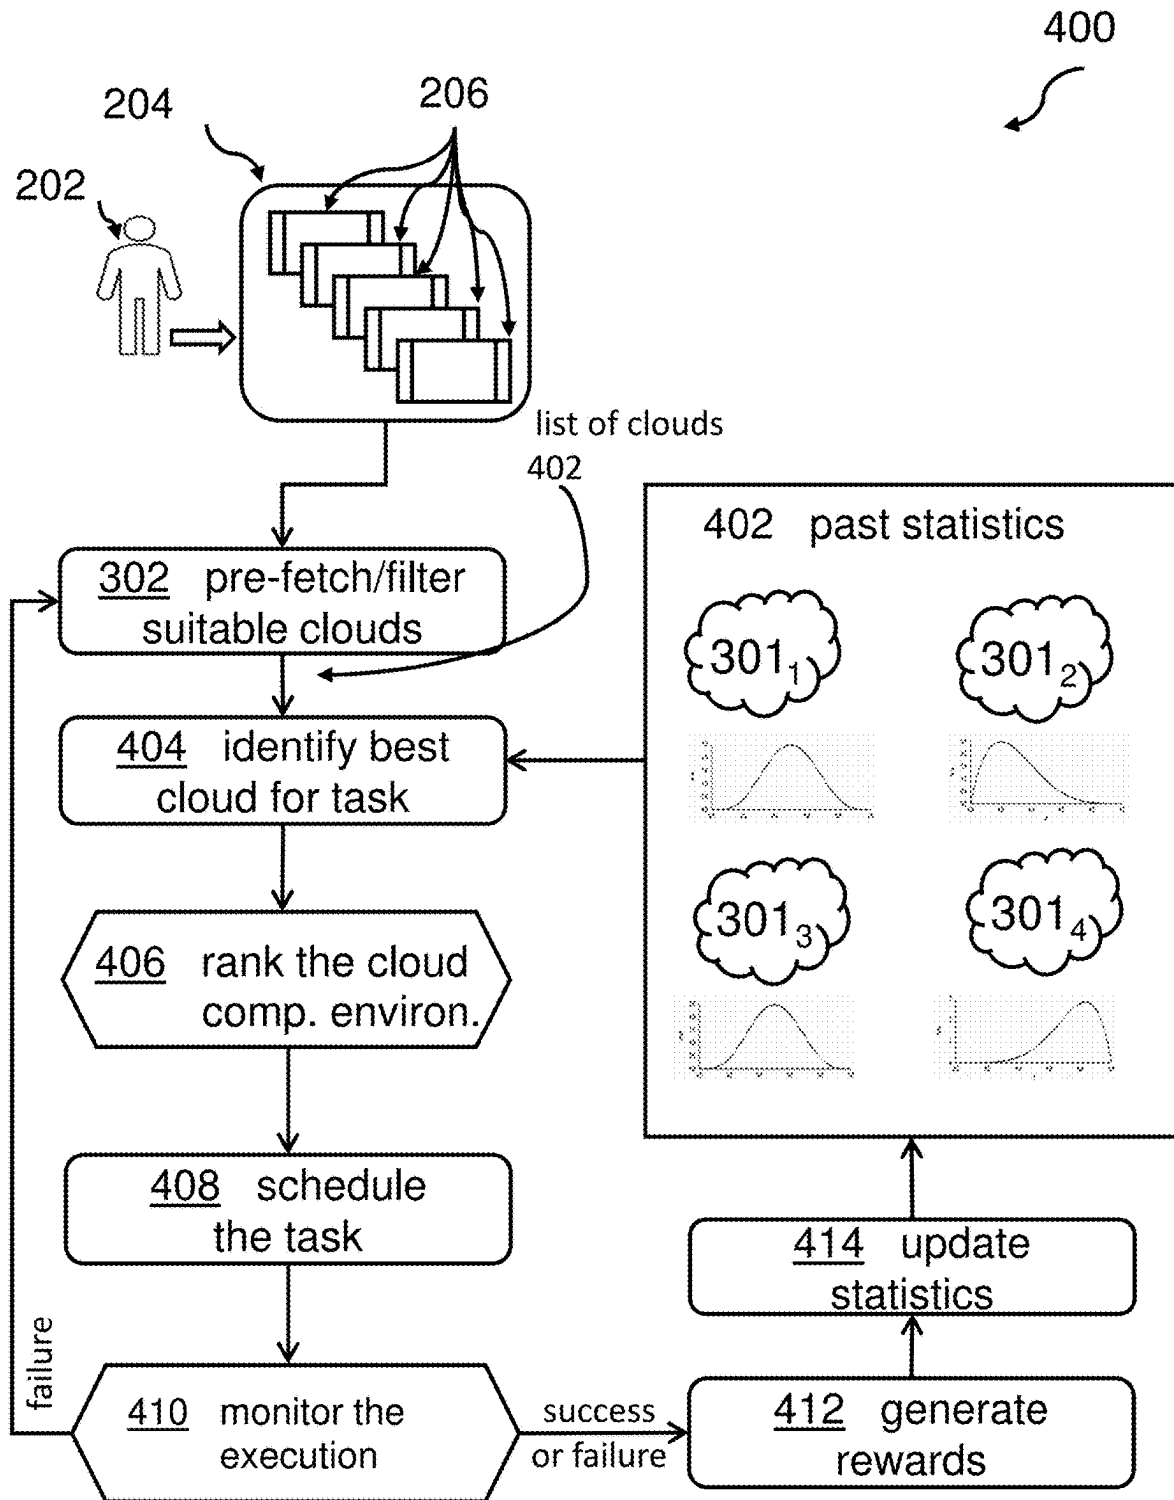 400
204
206
202
list of clouds
402
302 pre-fetch/filter
suitable clouds
402 past statistics
301₁
301₂
404 identify best
cloud for task
301₃
301₄
406 rank the cloud
comp. environ.
408 schedule
the task
414 update
statistics
failure
410 monitor the
execution
success
or failure
412 generate
rewards